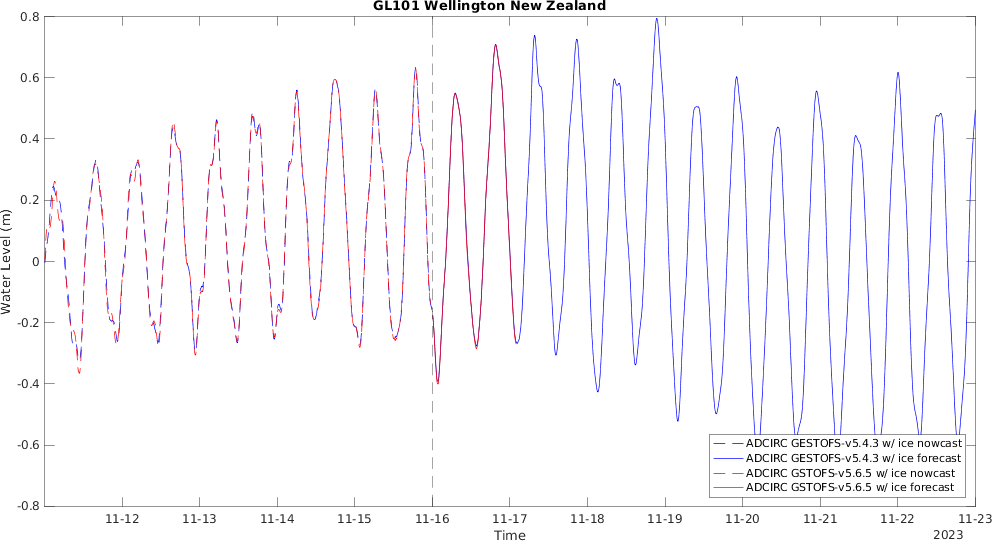 GL101 Wellington New Zealand
0.8
0.6
0.4
0.2
0
-0.2
-0.4
-0.6
-0.8
Water Level (m)
11-12 11-13 11-14 11-15 11-16 11-17 11-18 11-19 11-20 11-21 11-22 11-23
Time
2023
ADCIRC GESTOFS-v5.4.3 w/ ice nowcast
ADCIRC GESTOFS-v5.4.3 w/ ice forecast
ADCIRC GSTOFS-v5.6.5 w/ ice nowcast
ADCIRC GSTOFS-v5.6.5 w/ ice forecast